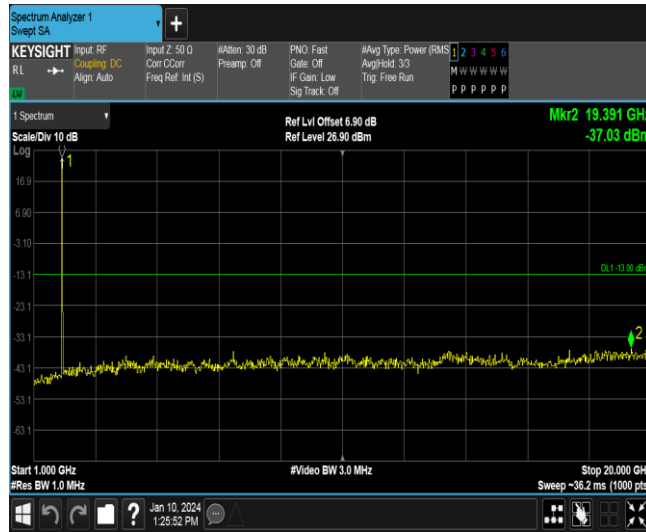 Spectrum Analyzer 1
Swept SA
+
KEYSIGHT
RL
LXI
Input: RF
Coupling: DC
Align: Auto
Input Z: 50 Ω
Corr CCorr
Freq Ref: Int (S)
#Atten: 30 dB
Preamp: Off
PNO: Fast
Gate: Off
IF Gain: Low
Sig Track: Off
#Avg Type: Power (RMS
Avg|Hold: 3/3
Trig: Free Run
1 2 3 4 5 6
M W W W W W
P P P P P P
1 Spectrum
Scale/Div 10 dB
Log
Ref Lvl Offset 6.90 dB
Ref Level 26.90 dBm
Mkr2 19.391 GHz
-37.03 dBm
1
16.9
6.90
-3.10
-13.1
DL1 -13.00 dBm
-23.1
-33.1
2
-43.1
-53.1
-63.1
Start 1.000 GHz
#Res BW 1.0 MHz
#Video BW 3.0 MHz
Stop 20.000 GHz
Sweep ~36.2 ms (1000 pts)
?
Jan 10, 2024
1:25:52 PM